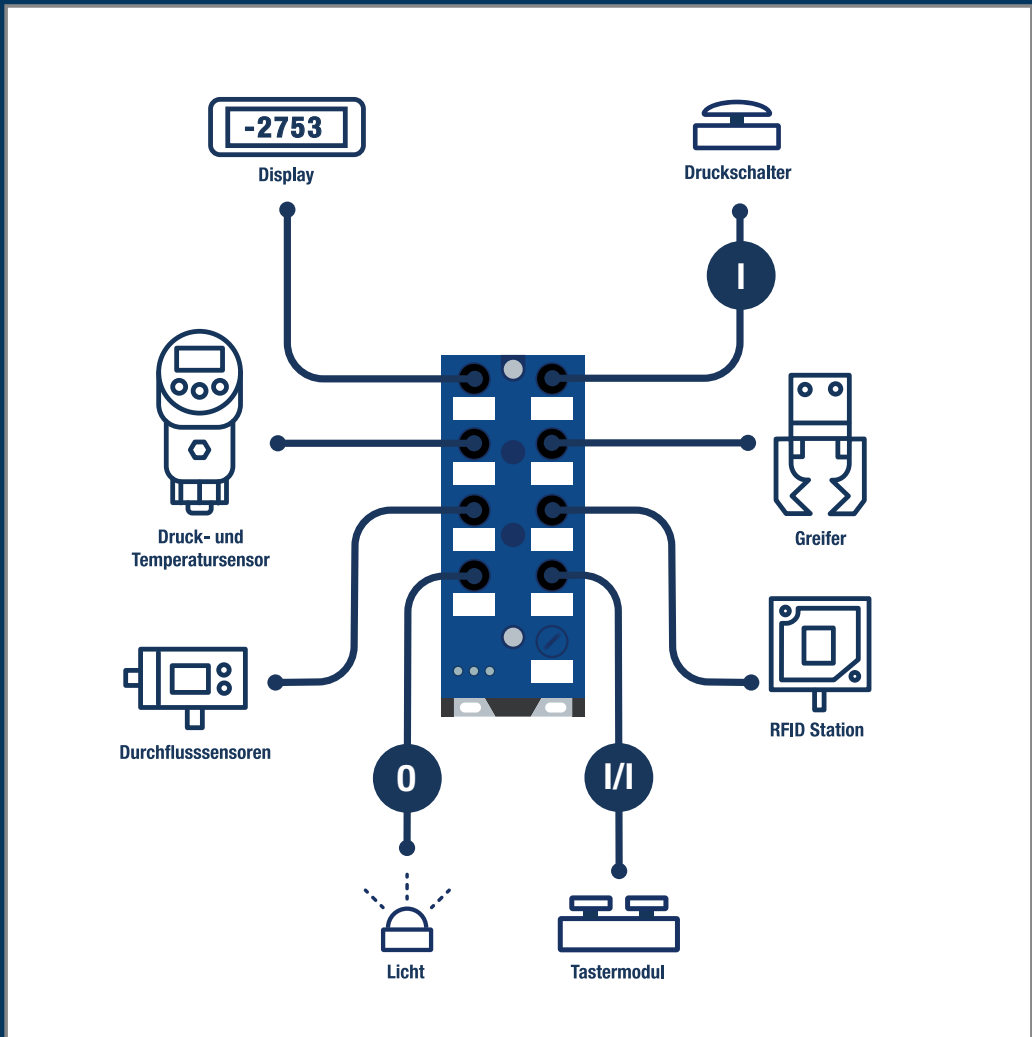 -2753
Display
Druckschalter
I
Druck- und
Temperatursensor
Greifer
RFID Station
Durchflusssensoren
O
I/I
Licht
Tastermodul